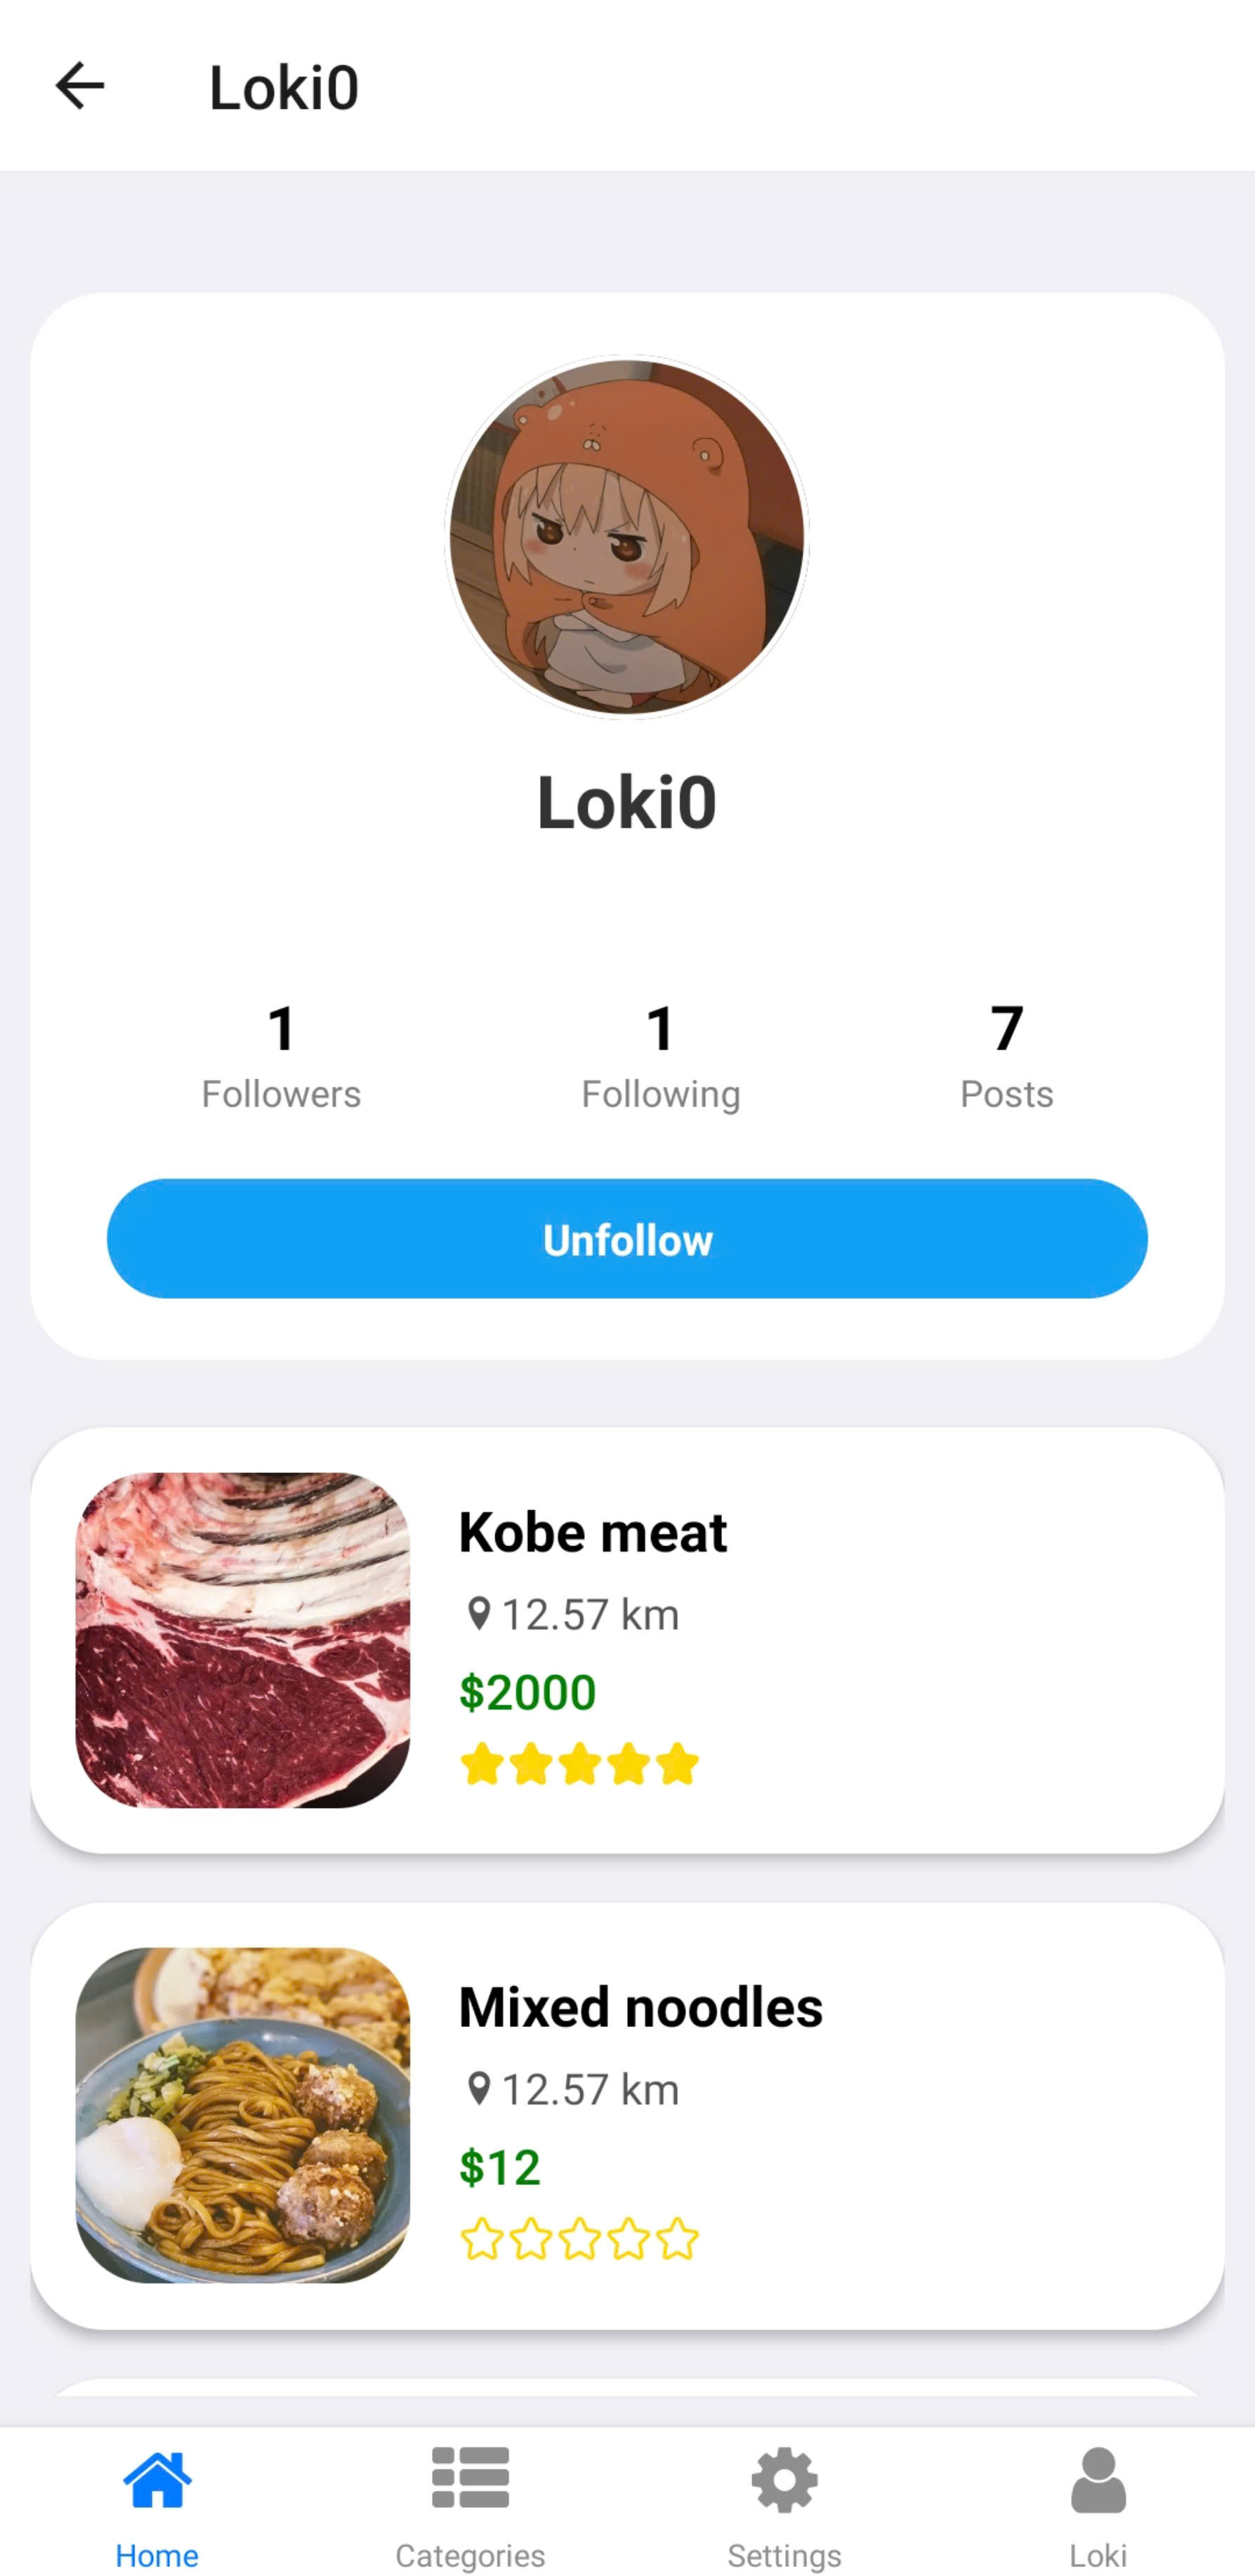 Loki0
Loki0
1
1
7
Followers
Following
Posts
Unfollow
Kobe meat
12.57 km
$2000
Mixed noodles
12.57 km
$12
Home
Categories
Settings
Loki